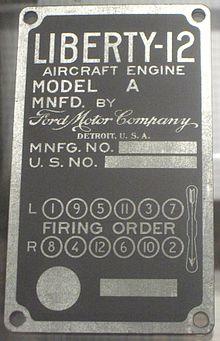 LIBERTY-12
AIRCRAFT ENGINE
MODEL A
MNFD. BY
Ford Motor Company
DETROIT, U. S. A.
MNFG. NO.
U. S. NO.
L 1 9 5 11 3 7
FIRING ORDER
R 8 4 12 6 10 2